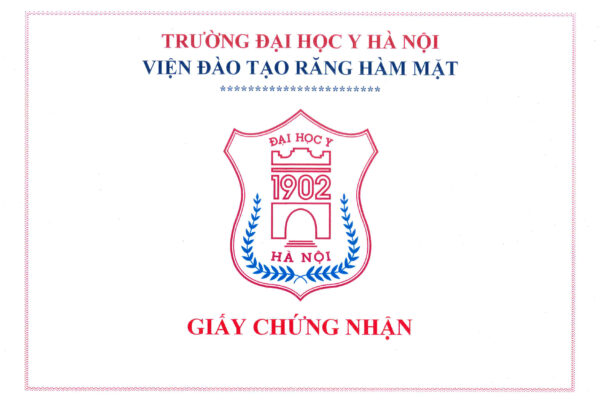 TRƯỜNG ĐẠI HỌC Y HÀ NỘI
VIỆN ĐÀO TẠO RĂNG HÀM MẶT
***********************
ĐẠI HỌC Y
1902
HÀ NỘI
GIẤY CHỨNG NHẬN